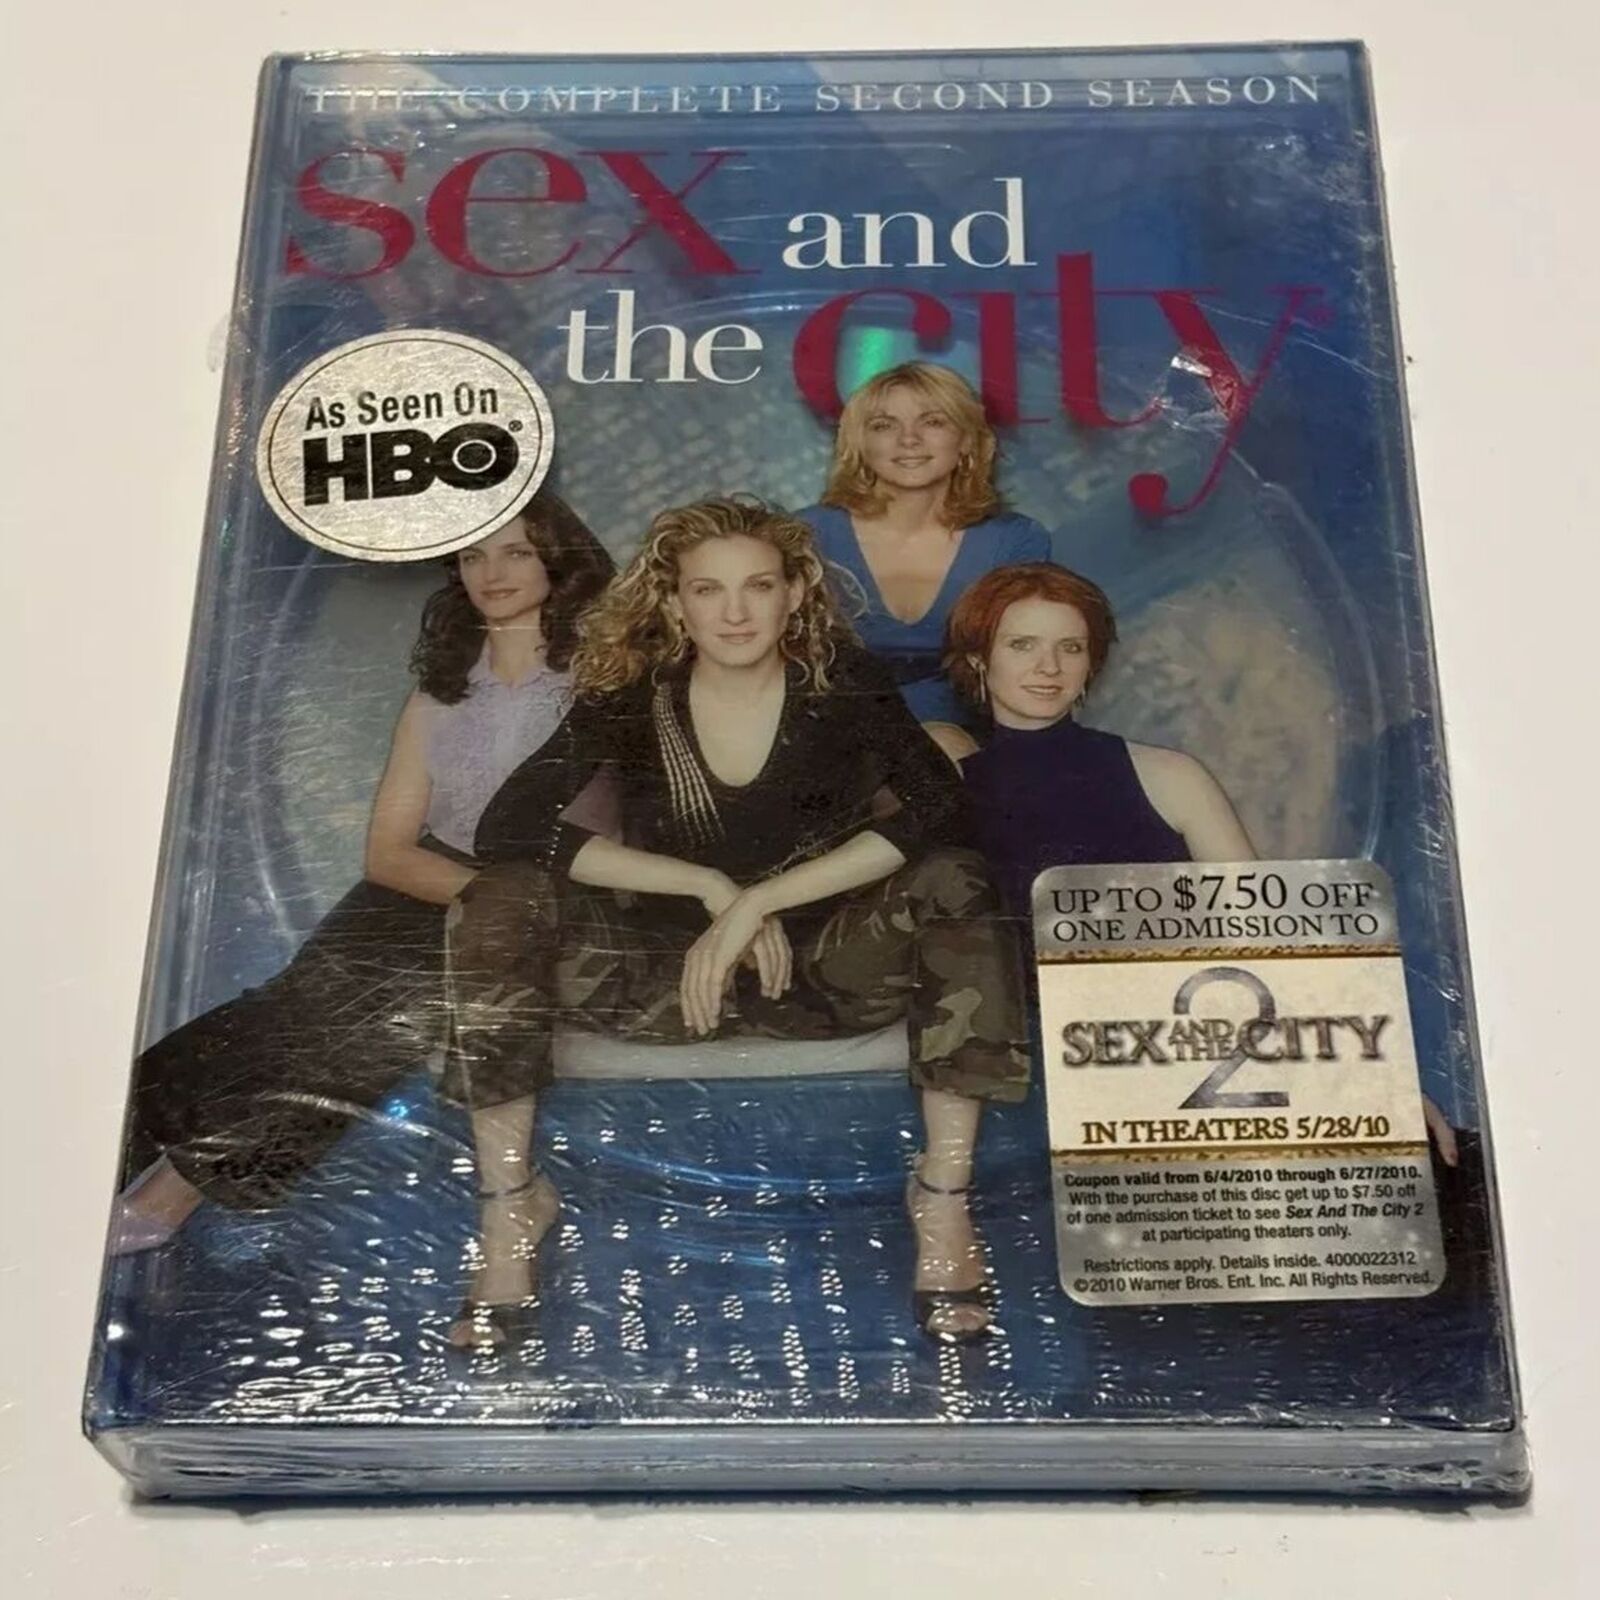 THE COMPLETE SECOND SEASON
sex and
the city®
As Seen On
HBO®
UP TO $7.50 OFF
ONE ADMISSION TO
2
SEX AND THE CITY
IN THEATERS 5/28/10
Coupon valid from 6/4/2010 through 6/27/2010.
With the purchase of this disc get up to $7.50 off
of one admission ticket to see Sex And The City 2
at participating theaters only.
Restrictions apply. Details inside. 4000022312
©2010 Warner Bros. Ent. Inc. All Rights Reserved.